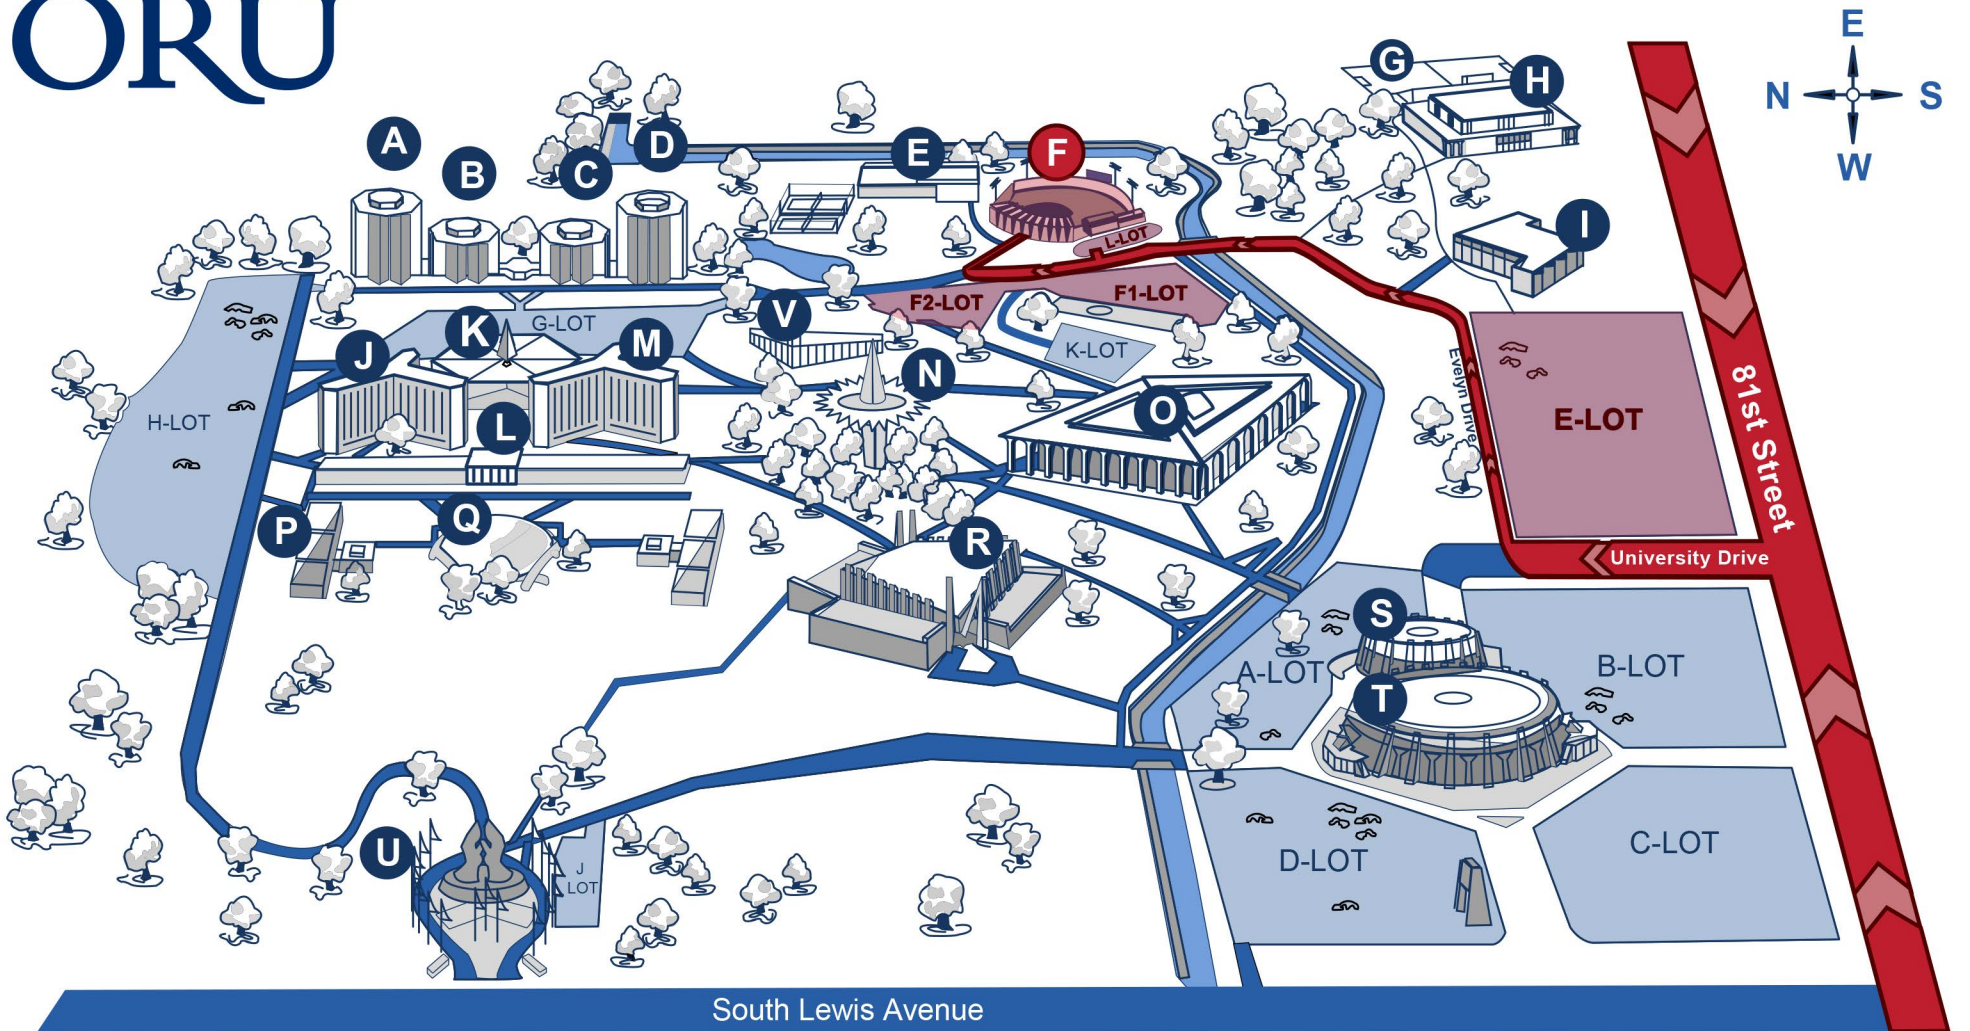 ORU
E
N
S
W
G
H
A
B
C
D
E
F
L-LOT
I
F2-LOT
F1-LOT
V
K
G-LOT
J
M
K-LOT
N
O
H-LOT
L
Evelyn Drive
E-LOT
81st Street
P
Q
R
University Drive
S
A-LOT
B-LOT
T
U
J
LOT
D-LOT
C-LOT
South Lewis Avenue